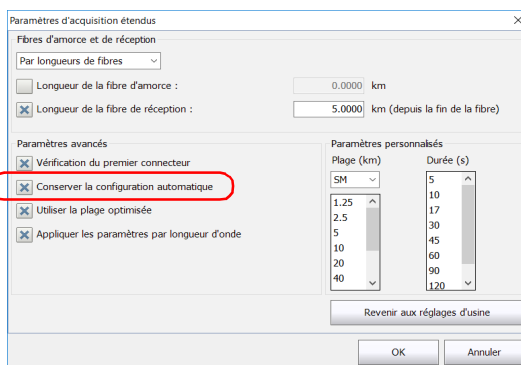 Paramètres d'acquisition étendus
Fibres d'amorce et de réception
Par longueurs de fibres
Longueur de la fibre d'amorce : 0.0000 km
Longueur de la fibre de réception : 5.0000 km (depuis la fin de la fibre)
Paramètres avancés
Vérification du premier connecteur
Conserver la configuration automatique
Utiliser la plage optimisée
Appliquer les paramètres par longueur d'onde
Paramètres personnalisés
Plage (km) Durée (s)
SM
1.25
2.5
5
10
20
40
5
10
17
30
45
60
90
120
Revenir aux réglages d'usine
OK Annuler